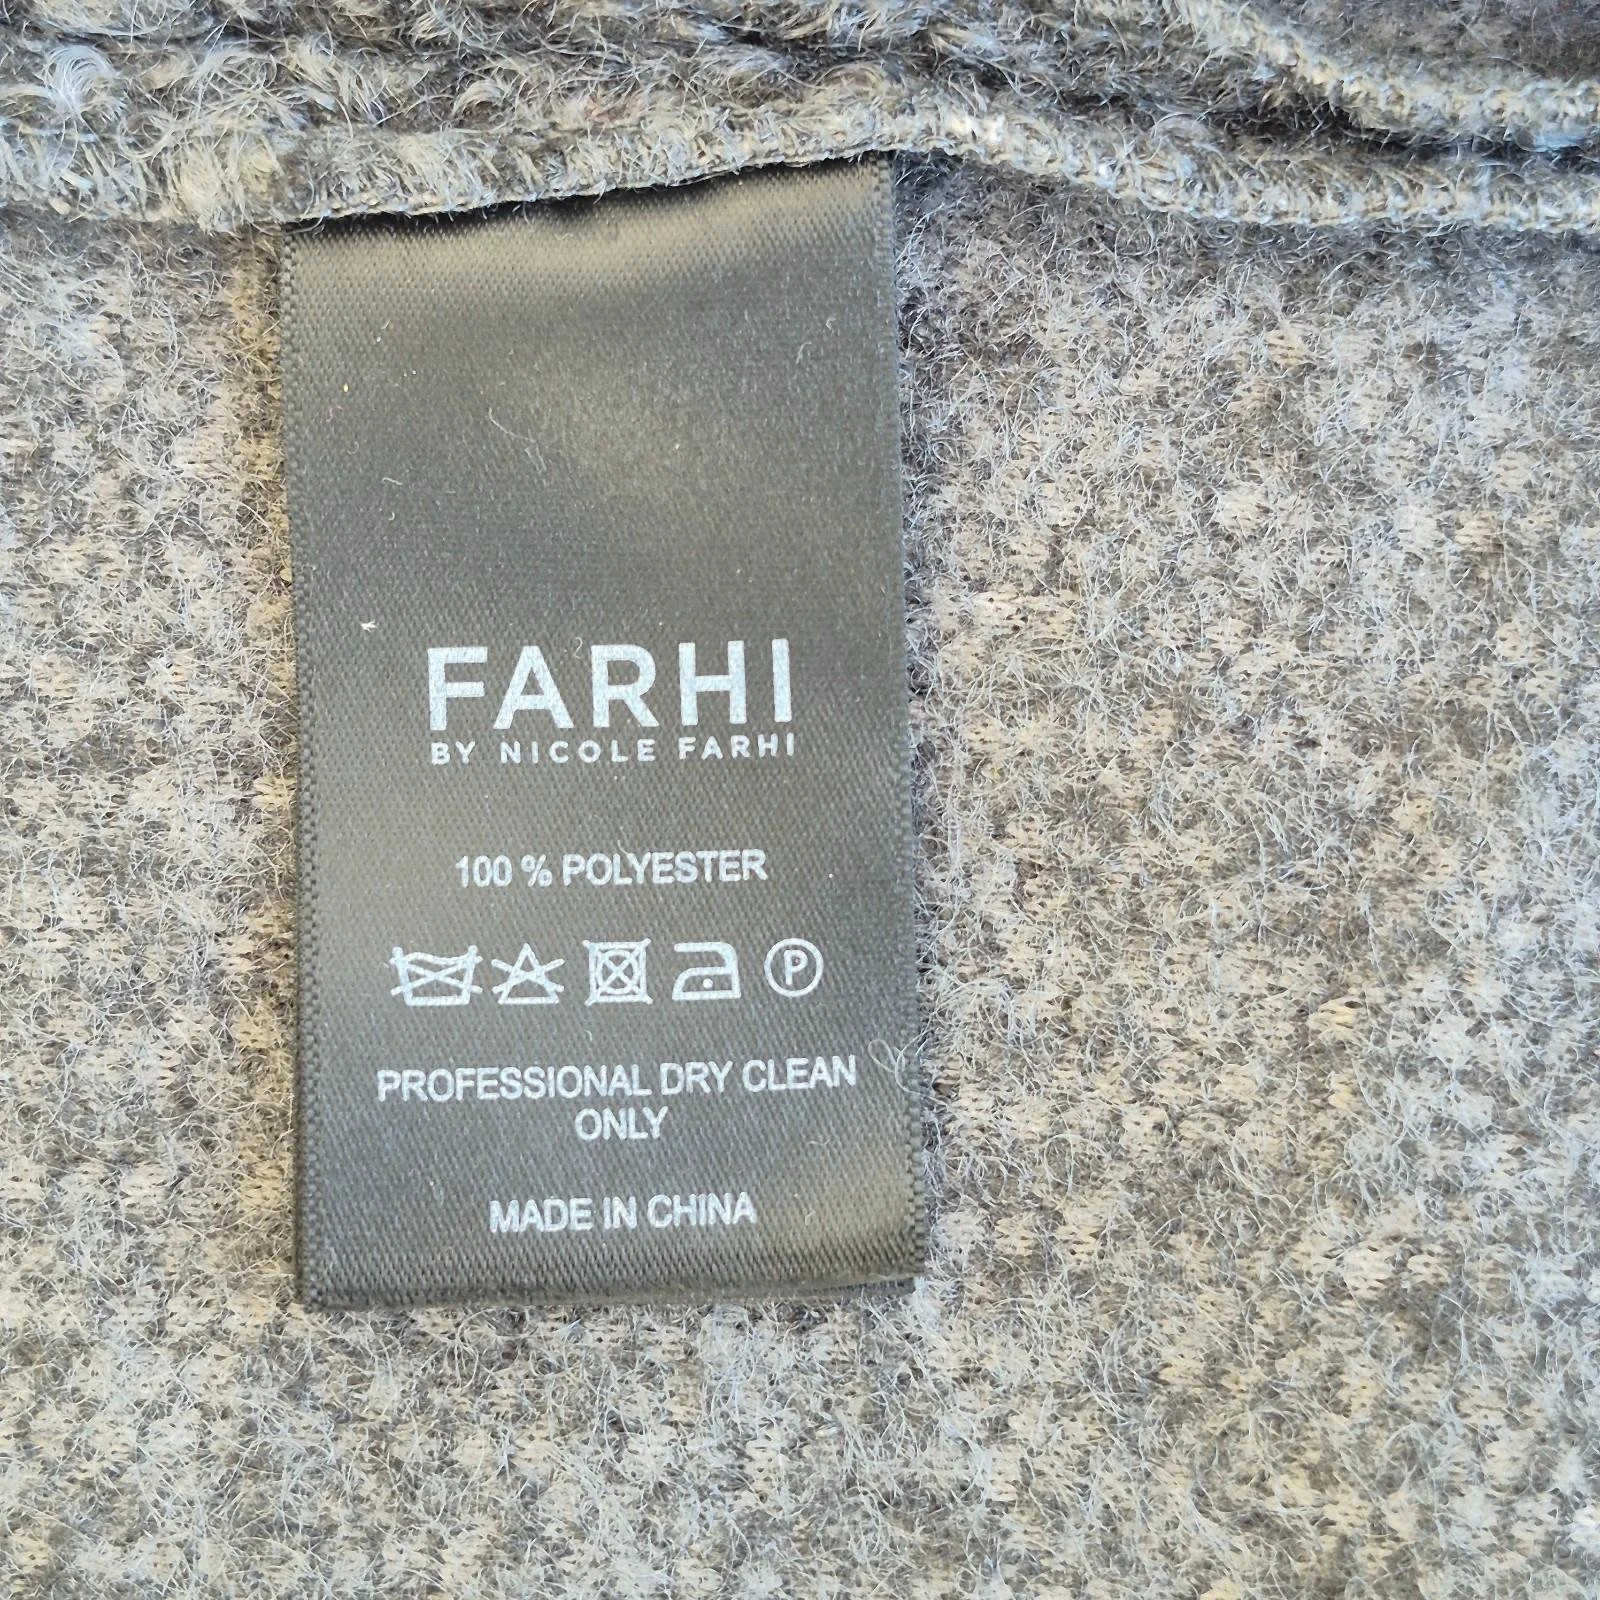 FARHI
BY NICOLE FARHI
100 % POLYESTER
P
PROFESSIONAL DRY CLEAN
ONLY
MADE IN CHINA